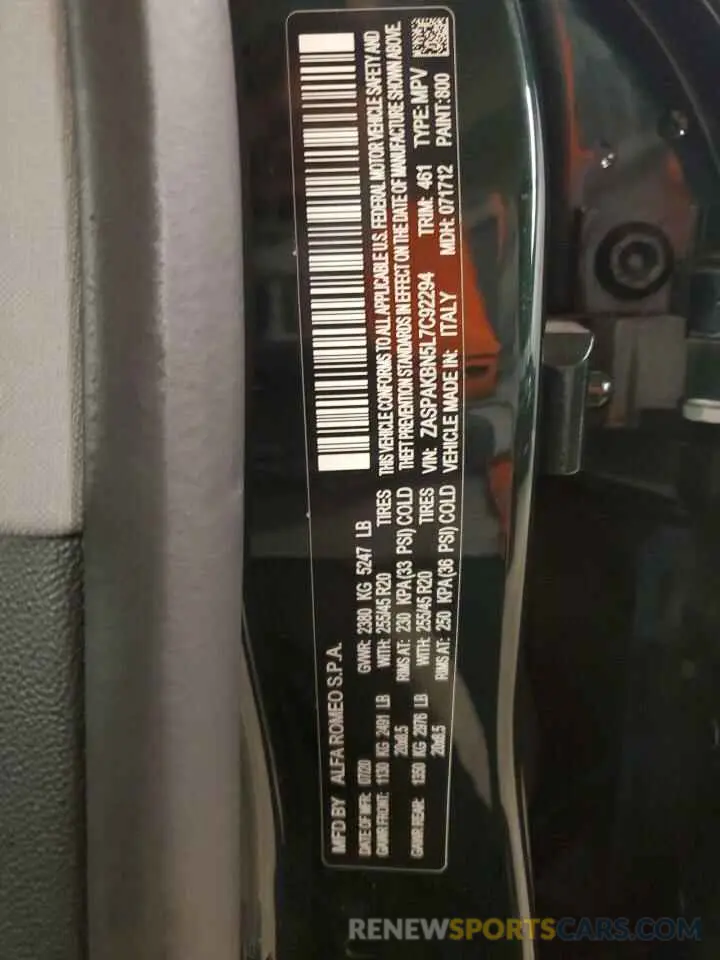 MFD BY ALFA ROMEO S.P.A.
DATE OF MFR: 07/20 GVWR: 2380 KG 5247 LB
GAWR FRONT: 1130 KG 2491 LB WITH: 255/45 R20 TIRES
20x8.5 RIMS AT: 230 KPA(33 PSI) COLD
GAWR REAR: 1350 KG 2976 LB WITH: 255/45 R20 TIRES
20x8.5 RIMS AT: 250 KPA(36 PSI) COLD
THIS VEHICLE CONFORMS TO ALL APPLICABLE U.S. FEDERAL MOTOR VEHICLE SAFETY AND
THEFT PREVENTION STANDARDS IN EFFECT ON THE DATE OF MANUFACTURE SHOWN ABOVE.
VIN: ZASPAKBN5L7C92294 TRIM: 461 TYPE: MPV
VEHICLE MADE IN: ITALY MDH: 071712 PAINT: 800
RENEWSPORTSCARS.COM